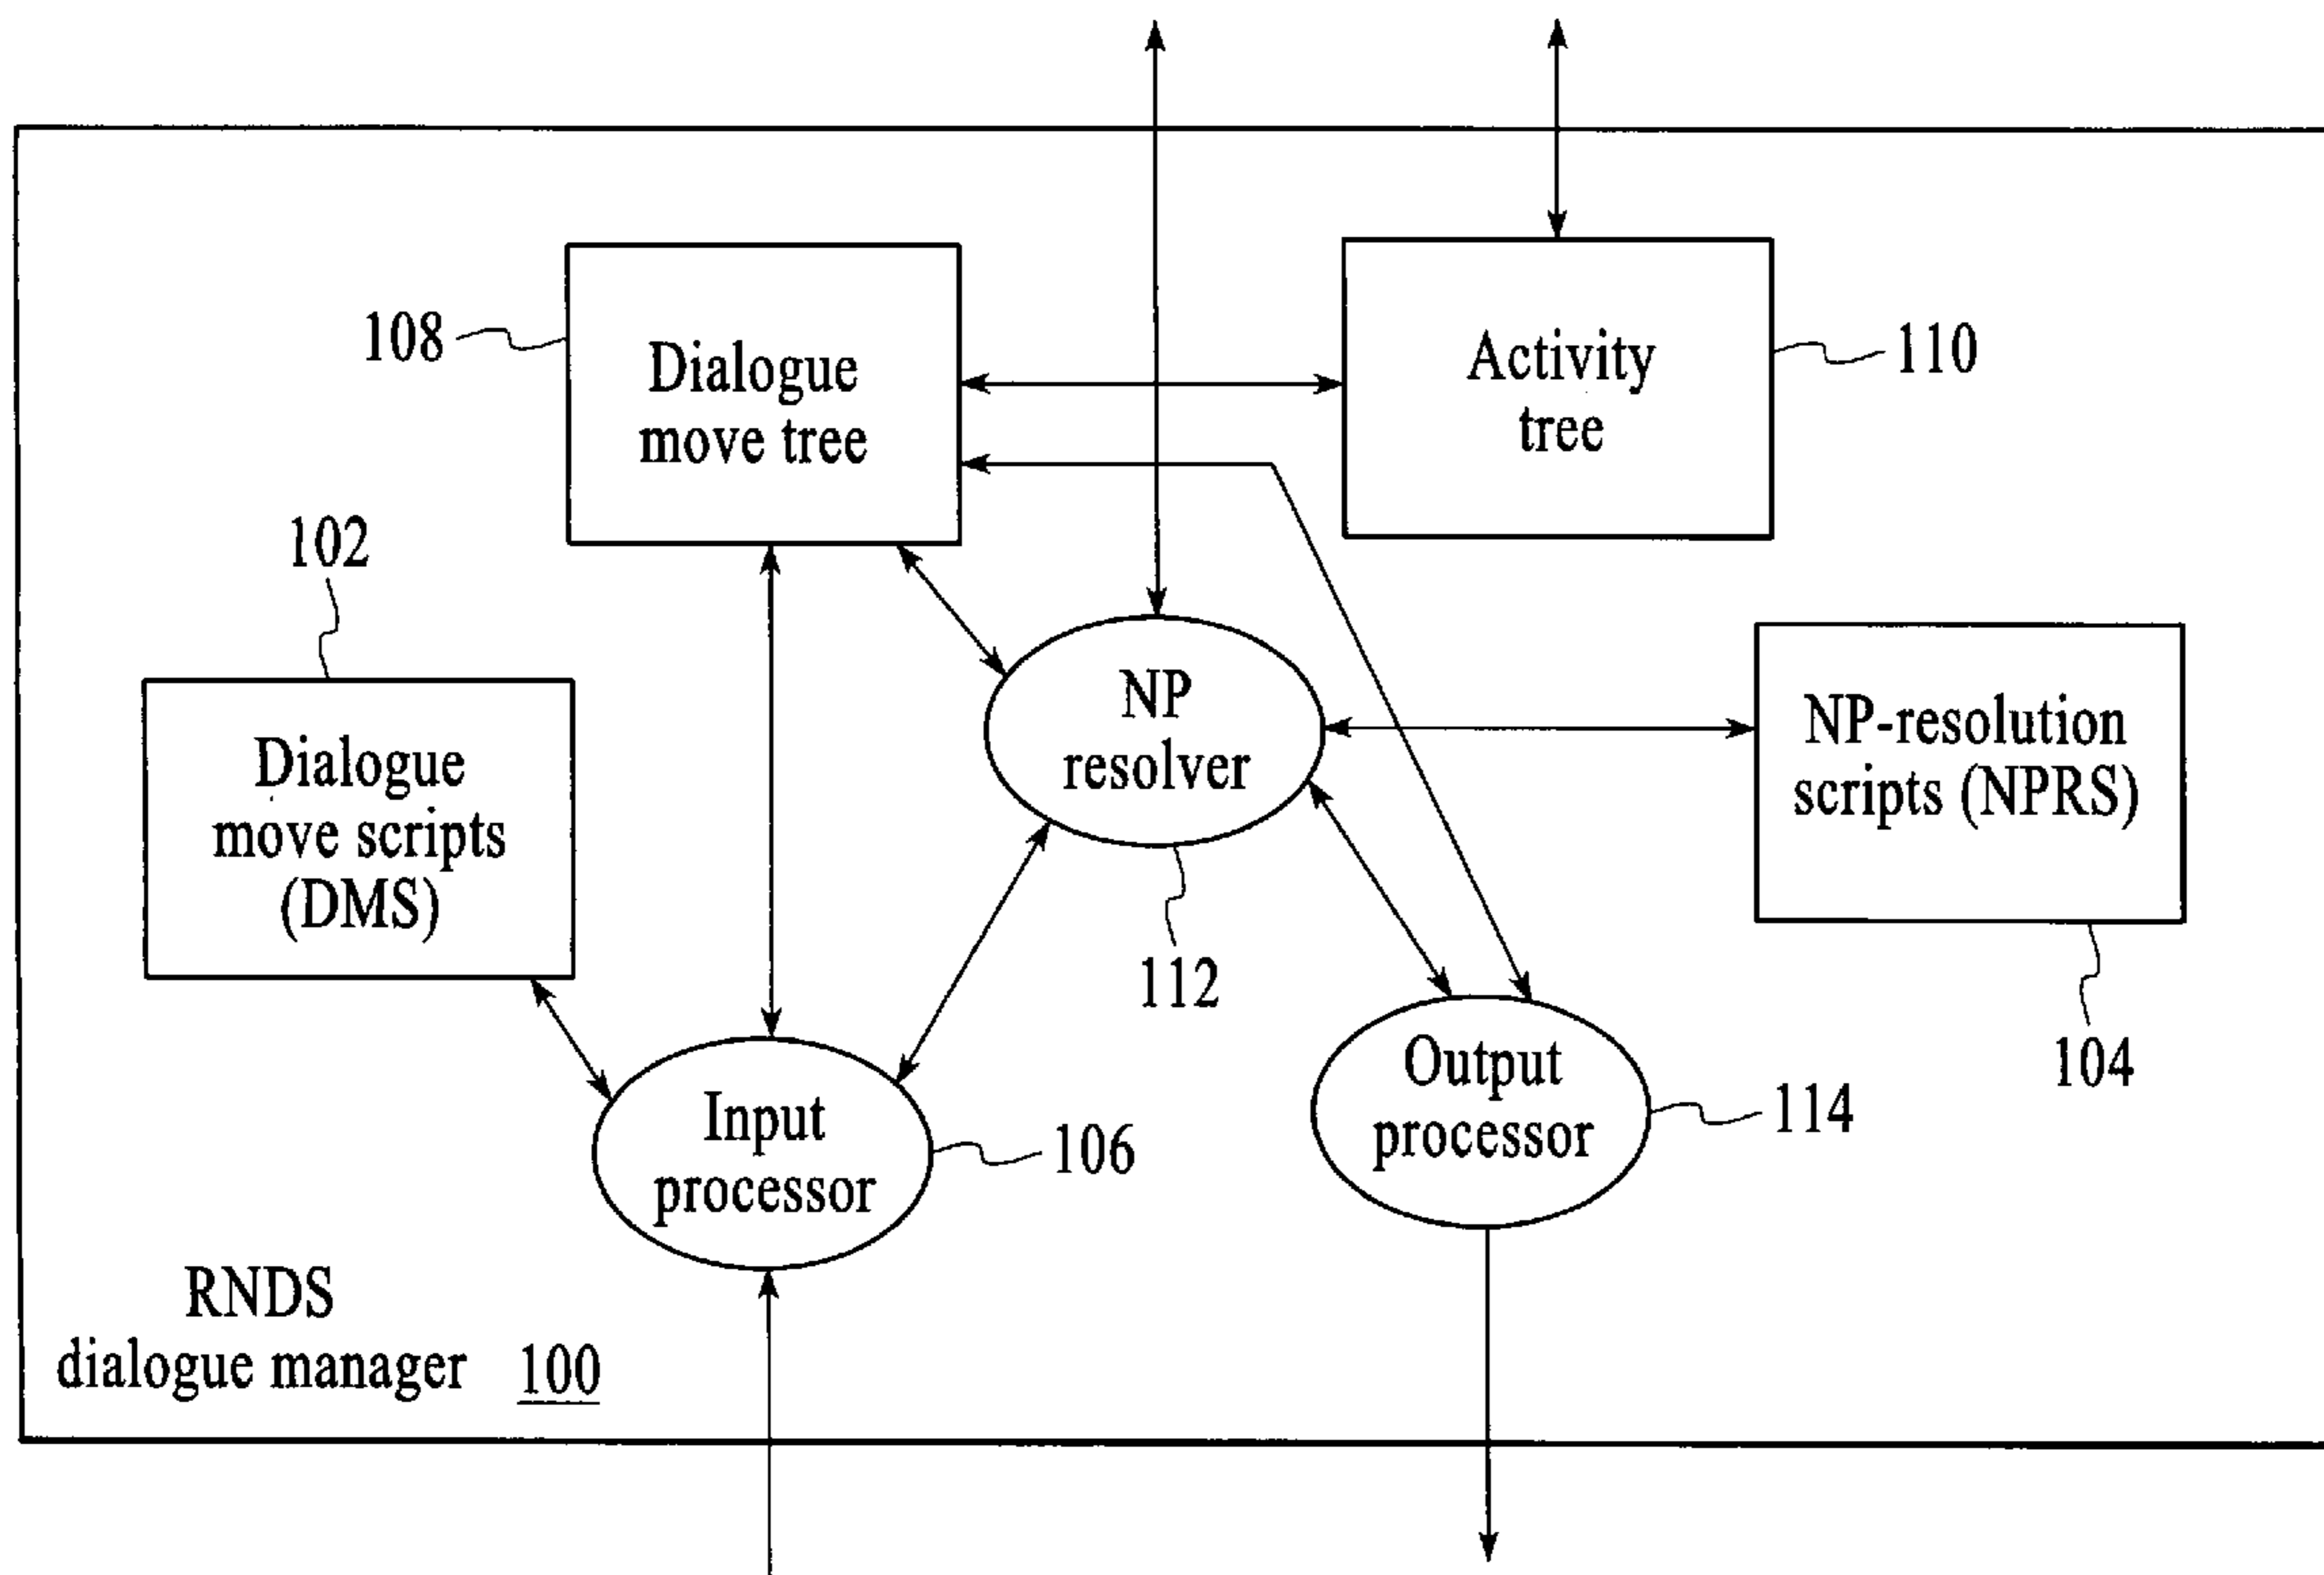 108
Dialogue
move tree
Activity
tree
110
102
Dialogue
move scripts
(DMS)
NP
resolver
112
NP-resolution
scripts (NPRS)
104
Input
processor
106
Output
processor
114
RNDS
dialogue manager 100